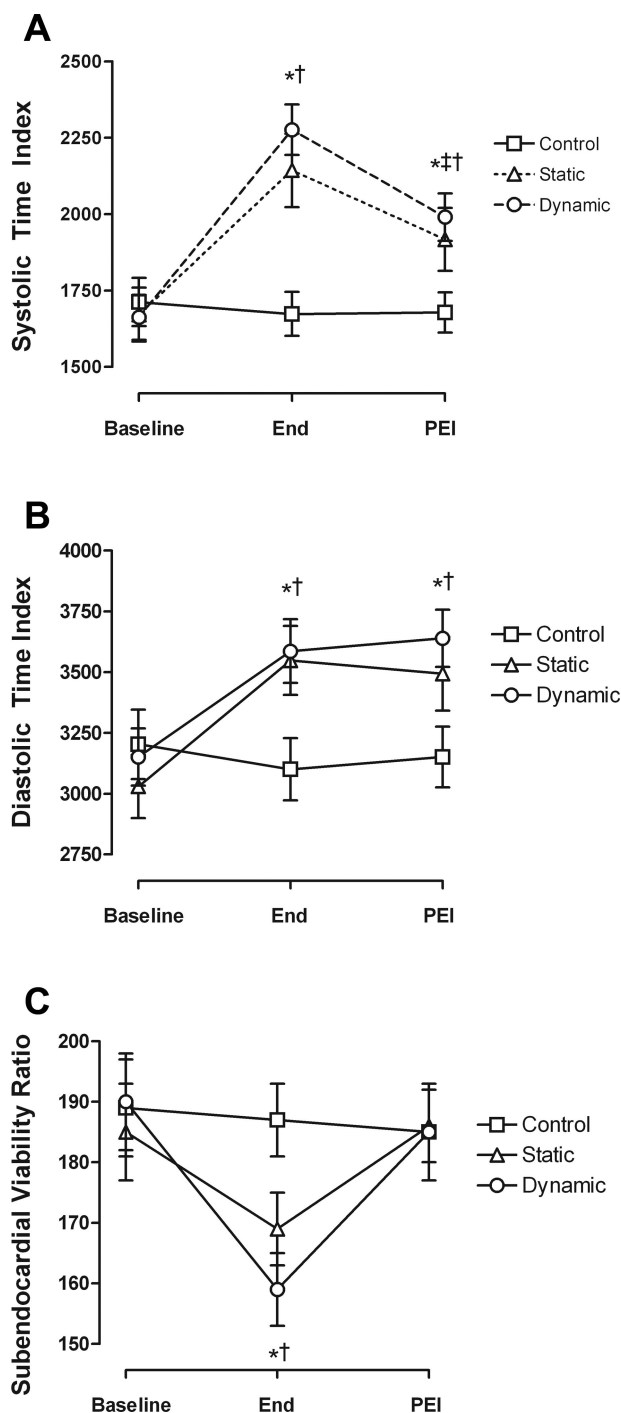 A
Systolic Time Index
2500
2250
2000
1750
1500
*†
*‡†
Control
Static
Dynamic
Baseline
End
PEI
B
Diastolic Time Index
4000
3750
3500
3250
3000
2750
*†
*†
Control
Static
Dynamic
Baseline
End
PEI
C
Subendocardial Viability Ratio
200
190
180
170
160
150
*†
Control
Static
Dynamic
Baseline
End
PEI